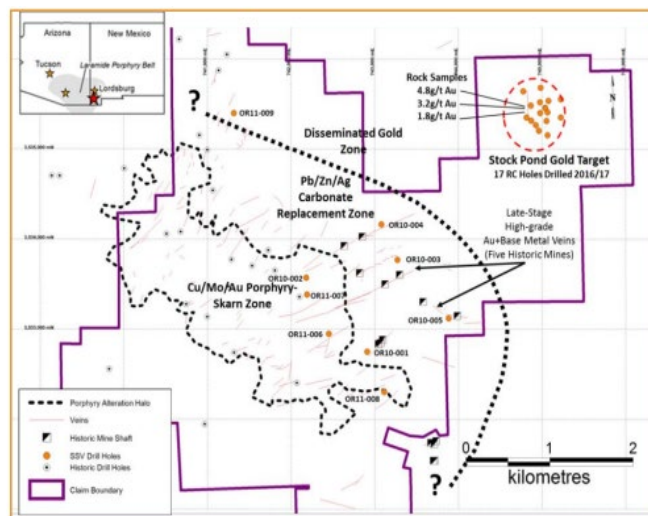 Arizona
New Mexico
Tucson
Laramide Porphyry Belt
Lordsburg
Rock Samples
4.8g/t Au
3.2g/t Au
1.8g/t Au
N
?
OR11-009
Disseminated Gold
Zone
Stock Pond Gold Target
17 RC Holes Drilled 2016/17
Pb/Zn/Ag
Carbonate
Replacement Zone
Late-Stage
High-grade
Au+Base Metal Veins
(Five Historic Mines)
OR10-004
OR10-003
OR10-002
Cu/Mo/Au Porphyry-
Skarn Zone
OR11-007
OR10-005
OR11-006
OR10-001
OR11-008
Porphyry Alteration Halo
Veins
Historic Mine Shaft
SSV Drill Holes
Historic Drill Holes
Claim Boundary
?
0 1 2
kilometres